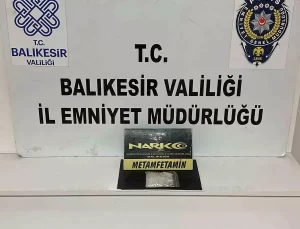 T.C.
BALIKESİR
VALİLİĞİ
T.C.
BALIKESİR VALİLİĞİ
İL EMNİYET MÜDÜRLÜĞÜ
NARKO
METAMFETAMİN